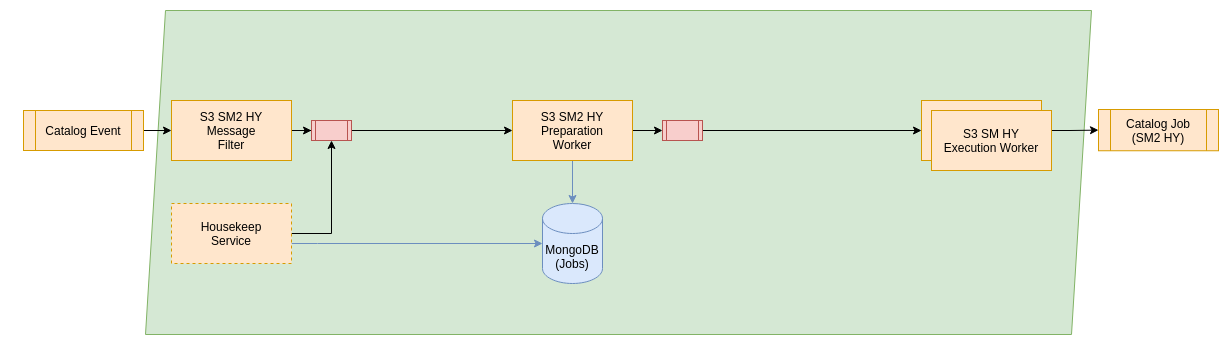 Catalog Event
S3 SM2 HY
Message
Filter
S3 SM2 HY
Preparation
Worker
S3 SM HY
Execution Worker
Catalog Job
(SM2 HY)
Housekeep
Service
MongoDB
(Jobs)